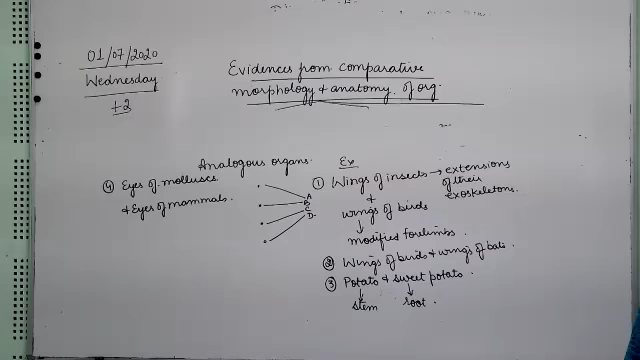 01/07/2020
Wednesday
+2
Evidences from comparative
morphology & anatomy of org.
Analogous organs.
Ex
④ Eyes of molluscs
& Eyes of mammals.
A
B
C
D.
① Wings of insects → extensions
of their
exoskeletons.
+
wings of birds
↓
modified forelimbs.
② Wings of birds & wings of bats.
③ Potato & sweet potato.
↓ ↓
stem root.